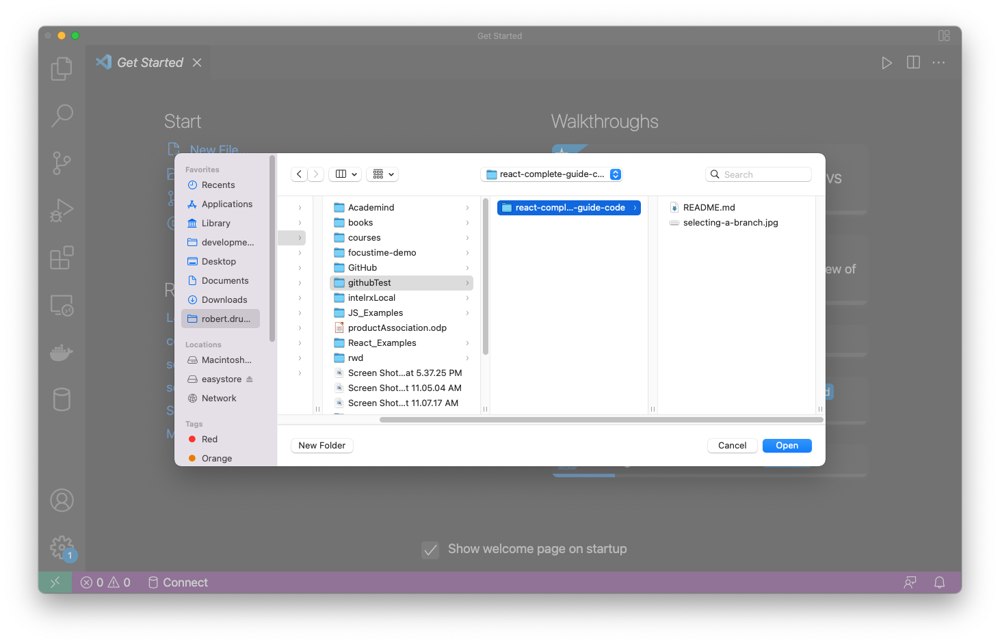 Get Started
Get Started
Start
Walkthroughs
New File
Favorites
Recents
Applications
Library
developme...
Desktop
Documents
Downloads
robert.dru...
Locations
Macintosh...
easystore
Network
Tags
Red
Orange
react-complete-guide-c...
Search
Academind
books
courses
focustime-demo
GitHub
githubTest
intelrxLocal
JS_Examples
productAssociation.odp
React_Examples
rwd
Screen Shot...at 5.37.25 PM
Screen Shot...t 11.05.04 AM
Screen Shot...t 11.07.17 AM
react-compl...-guide-code
README.md
selecting-a-branch.jpg
New Folder
Cancel
Open
ew of
Show welcome page on startup
1
0
0
Connect